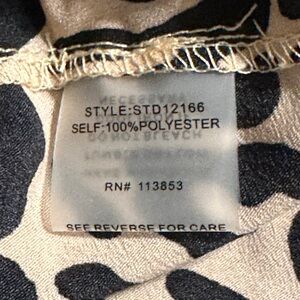 STYLE:STD12166
SELF:100%POLYESTER
RN# 113853
SEE REVERSE FOR CARE